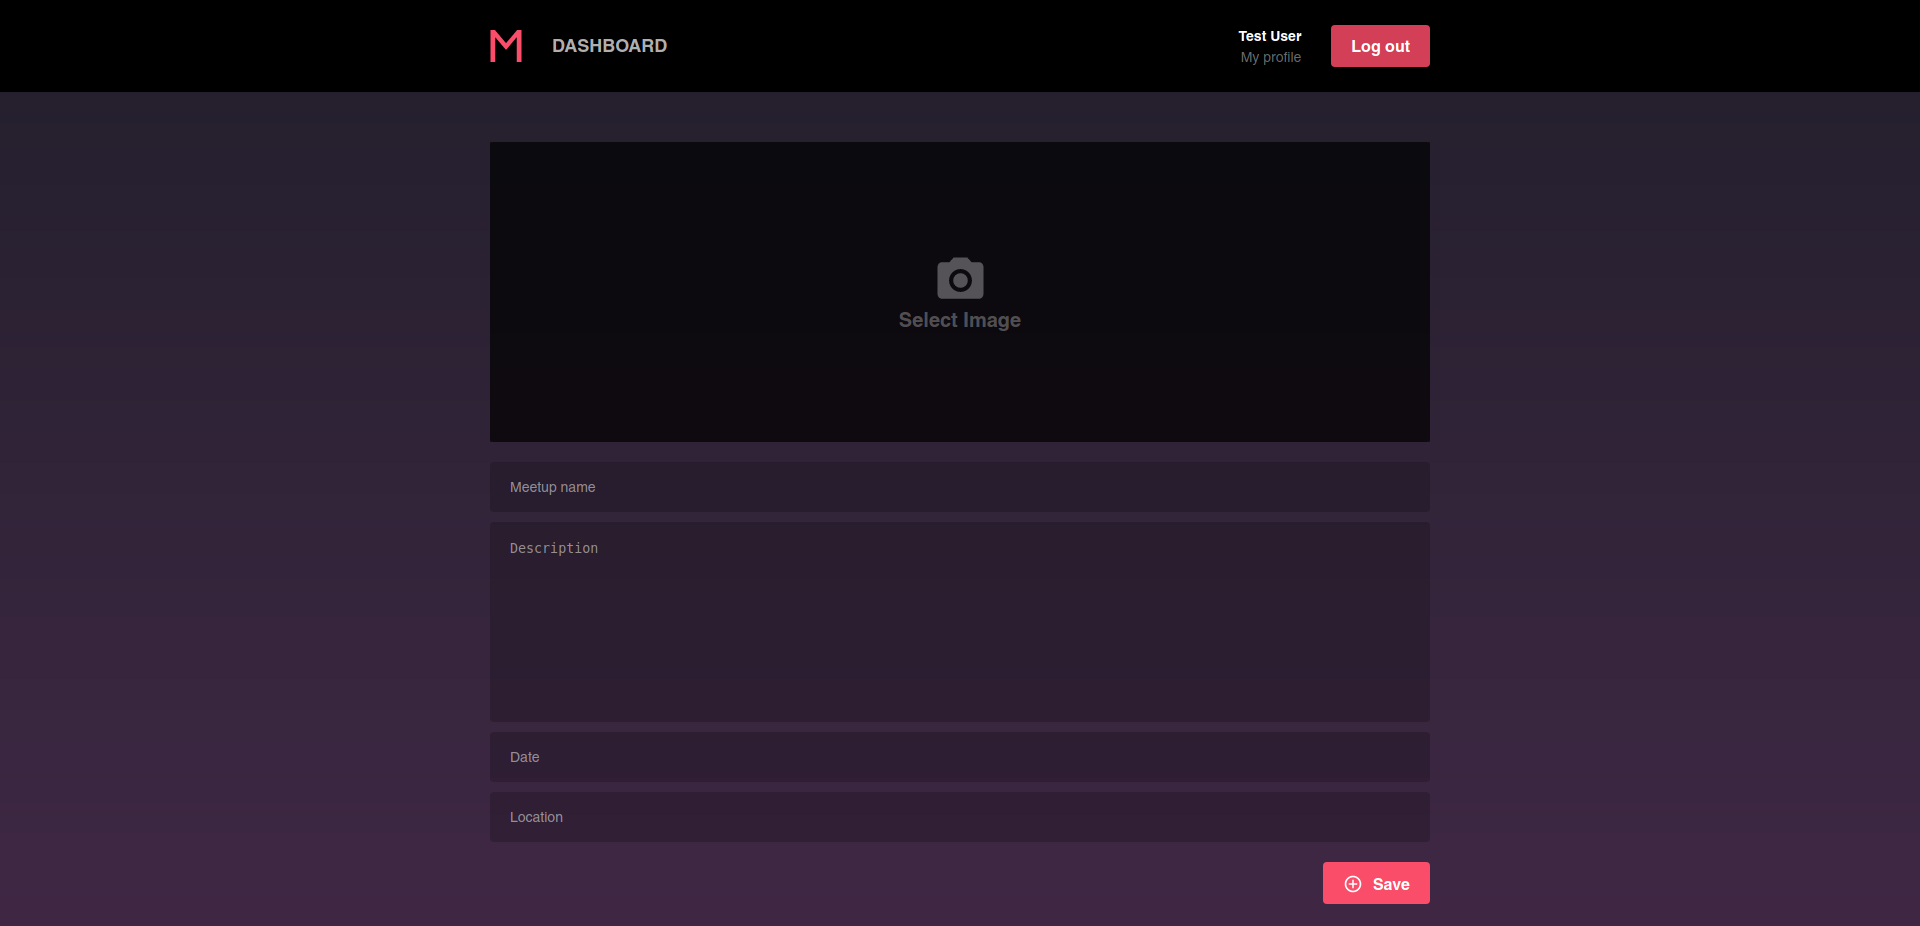 M DASHBOARD
Test User
My profile
Log out
Select Image
Meetup name
Description
Date
Location
Save